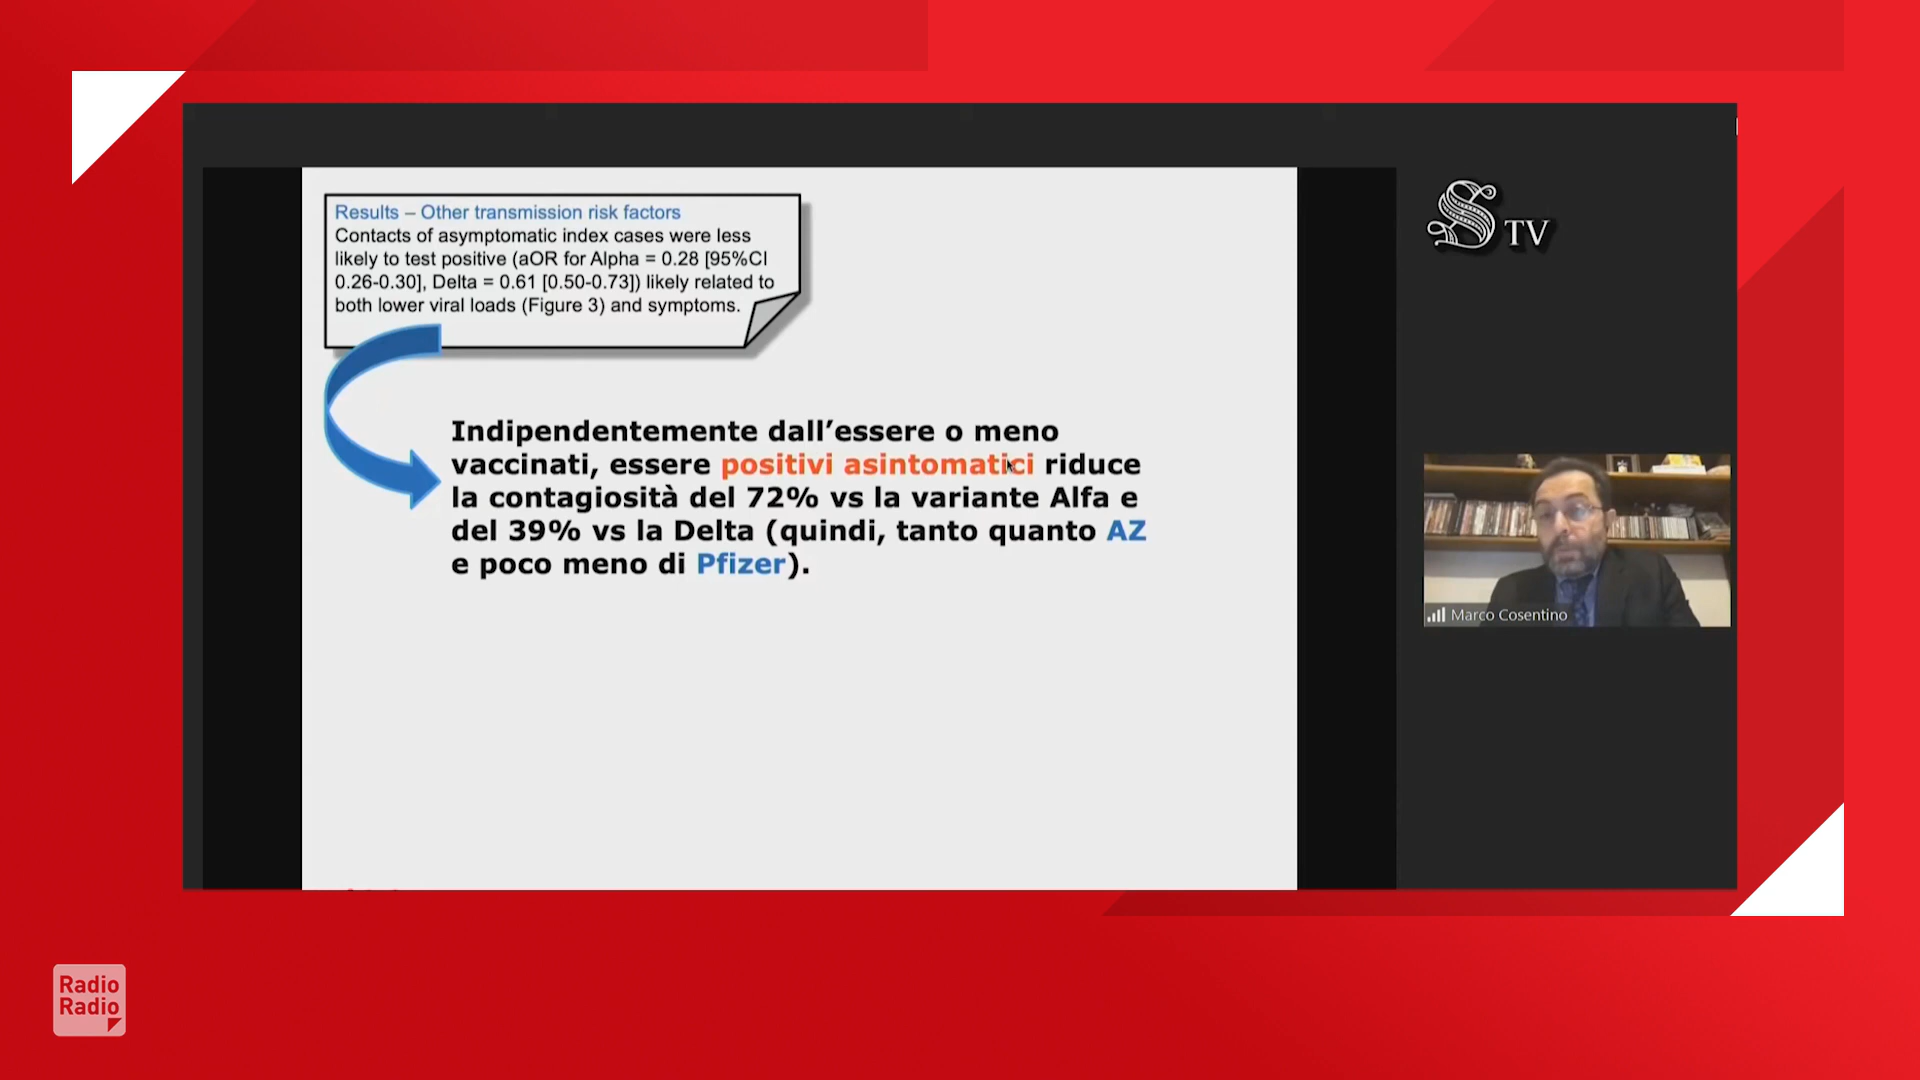 Results – Other transmission risk factors
Contacts of asymptomatic index cases were less
likely to test positive (aOR for Alpha = 0.28 [95%CI
0.26-0.30], Delta = 0.61 [0.50-0.73]) likely related to
both lower viral loads (Figure 3) and symptoms.
Indipendentemente dall’essere o meno
vaccinati, essere positivi asintomatici riduce
la contagiosità del 72% vs la variante Alfa e
del 39% vs la Delta (quindi, tanto quanto AZ
e poco meno di Pfizer).
S TV
Marco Cosentino
Radio
Radio